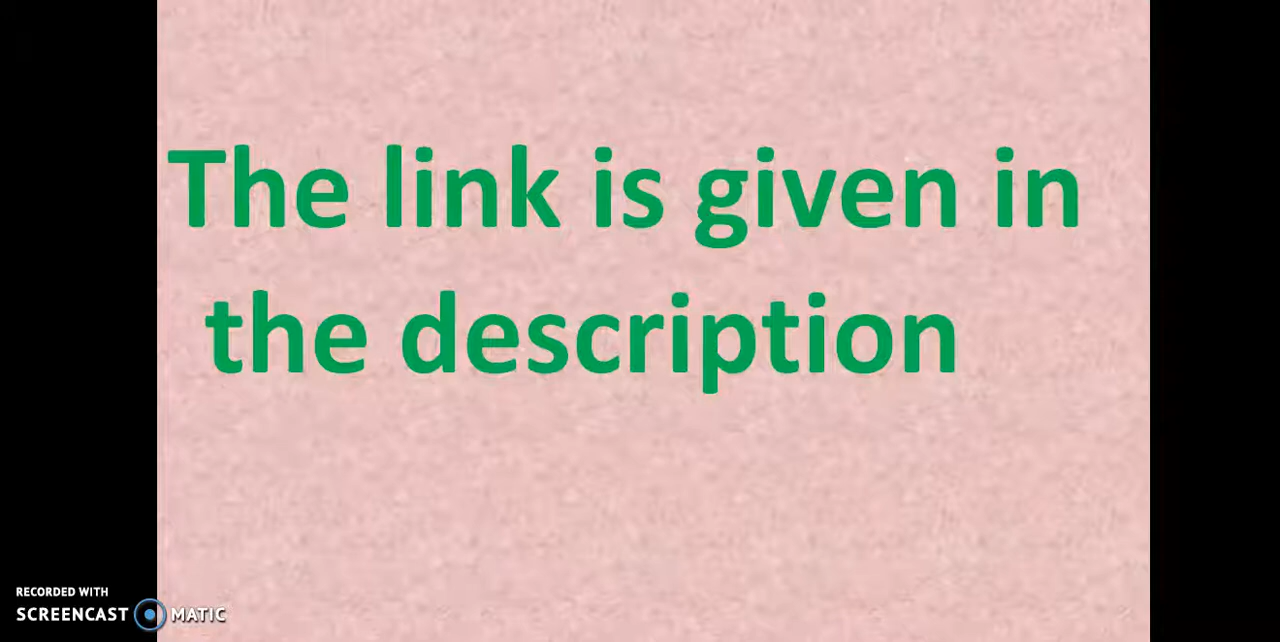 The link is given in
the description
RECORDED WITH
SCREENCAST MATIC